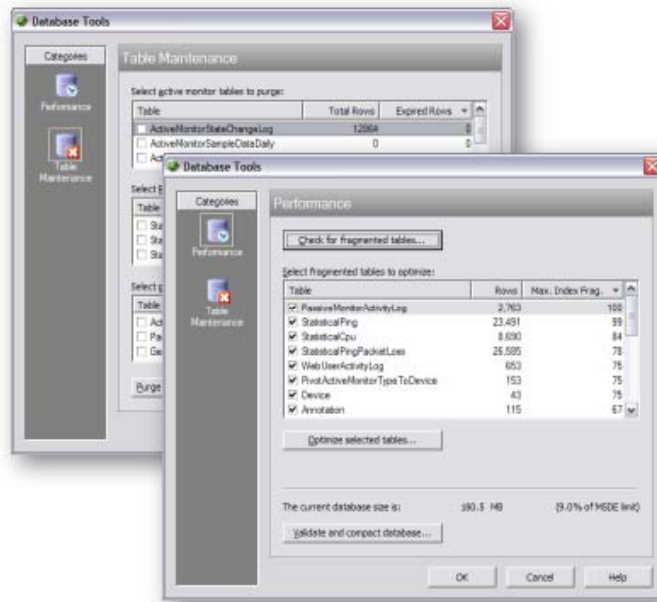 Database Tools
Categories
Performance
Table Maintenance
Table Maintenance
Select active monitor tables to purge:
Table Total Rows Expired Rows
ActiveMonitorStateChangeLog 12864 0
ActiveMonitorSampleDataDaily 0 0
Select
Table
Select
Table
Purge
Database Tools
Categories
Performance
Table Maintenance
Performance
Check for fragmented tables...
Select fragmented tables to optimize:
Table Rows Max. Index Frag.
PassiveMonitorActivityLog 2,763 100
StatisticalPing 23,491 99
StatisticalCpu 8,690 84
StatisticalPingPacketLoss 26,585 78
WebUserActivityLog 653 75
PivotActiveMonitorTypeToDevice 153 75
Device 43 75
Annotation 115 67
Optimize selected tables...
The current database size is: 180.5 MB (9.0% of MSDE limit)
Validate and compact database...
OK Cancel Help